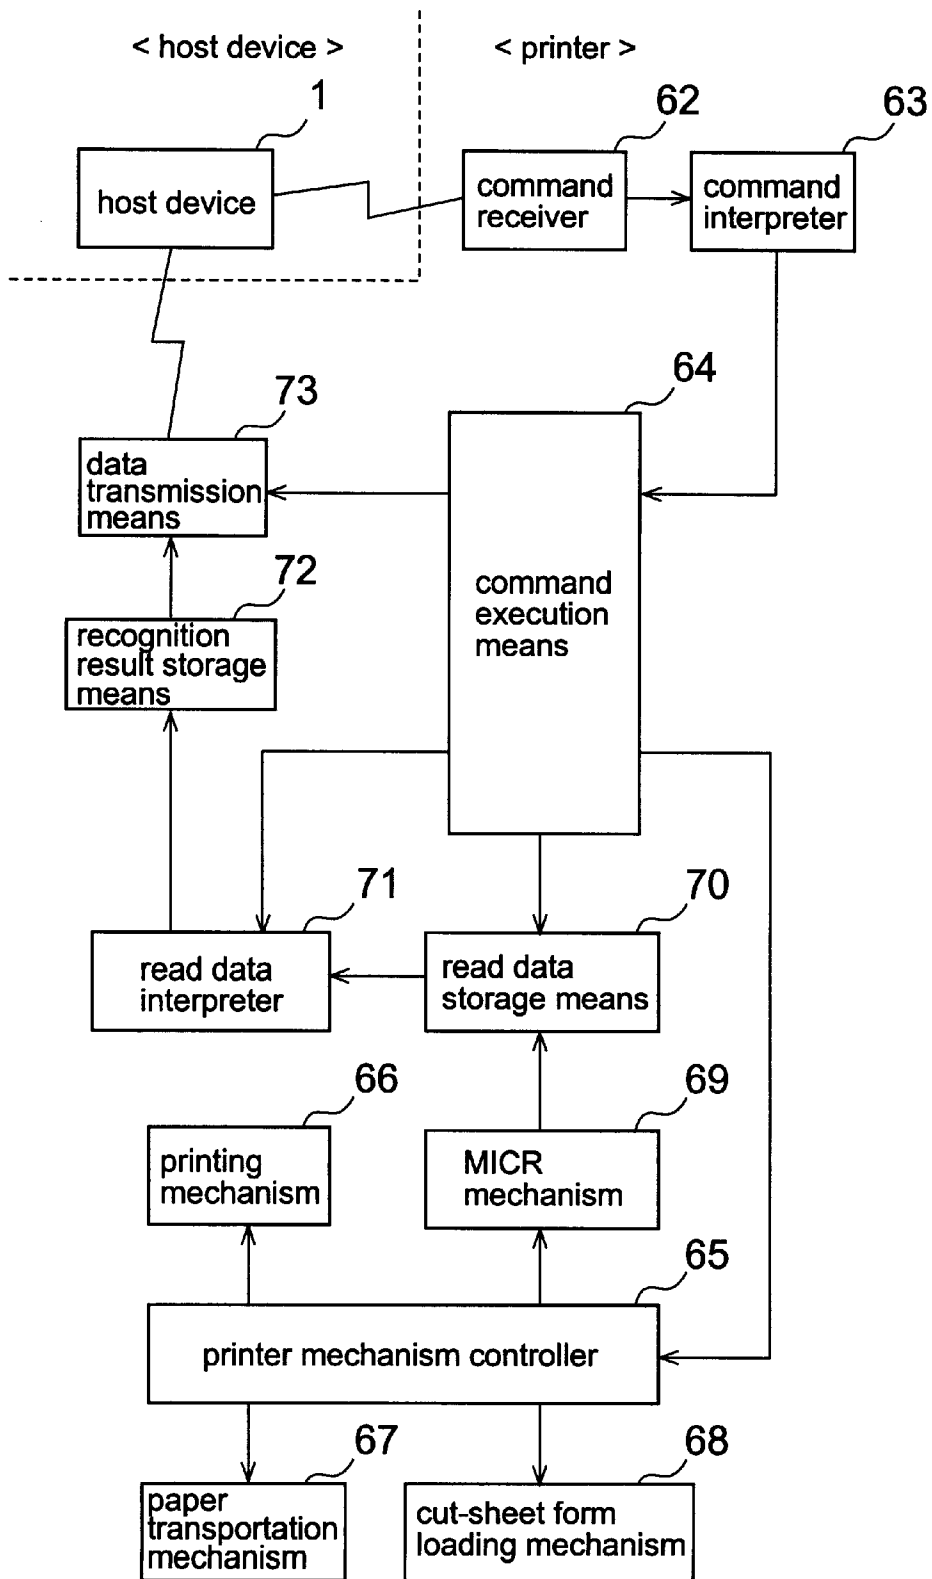 < host device >
< printer >
1
62
63
host device
command
receiver
command
interpreter
64
73
data
transmission
means
command
execution
means
72
recognition
result storage
means
71
70
read data
interpreter
read data
storage means
66
69
printing
mechanism
MICR
mechanism
65
printer mechanism controller
67
68
paper
transportation
mechanism
cut-sheet form
loading mechanism